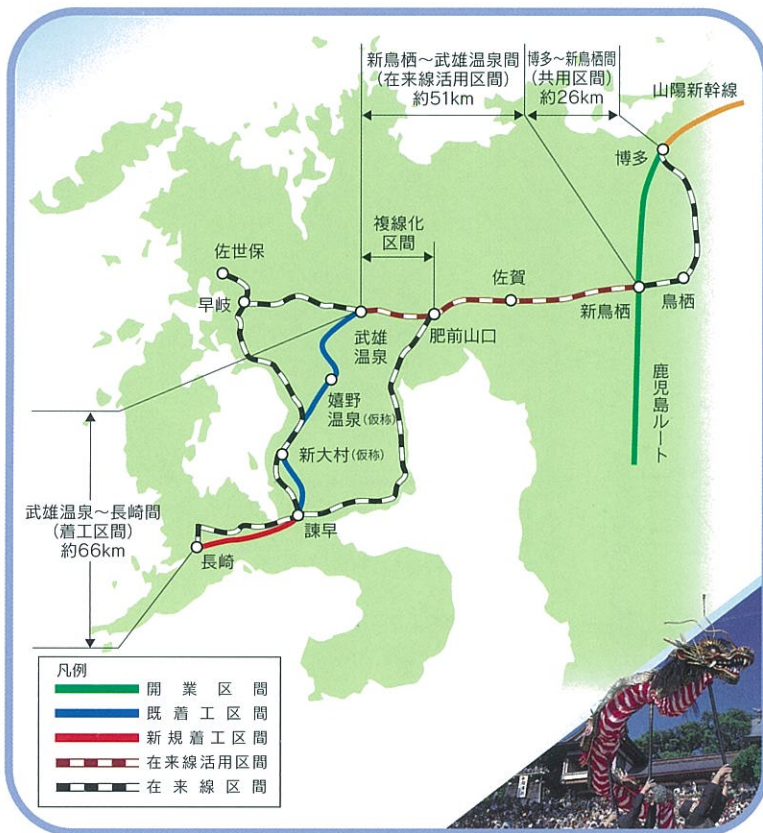 新鳥栖～武雄温泉間
(在来線活用区間)
約51km
博多～新鳥栖間
(共用区間)
約26km
山陽新幹線
博多
複線化
区間
佐世保
早岐
佐賀
新鳥栖
鳥栖
武雄
温泉
肥前山口
嬉野
温泉(仮称)
鹿児島ルート
新大村(仮称)
武雄温泉～長崎間
(着工区間)
約66km
諫早
長崎
凡例
開業区間
既着工区間
新規着工区間
在来線活用区間
在来線区間